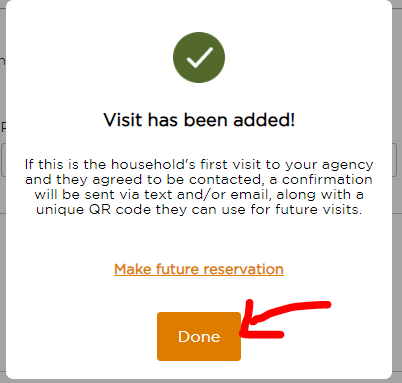 Visit has been added!
If this is the household's first visit to your agency
and they agreed to be contacted, a confirmation
will be sent via text and/or email, along with a
unique QR code they can use for future visits.
Make future reservation
Done